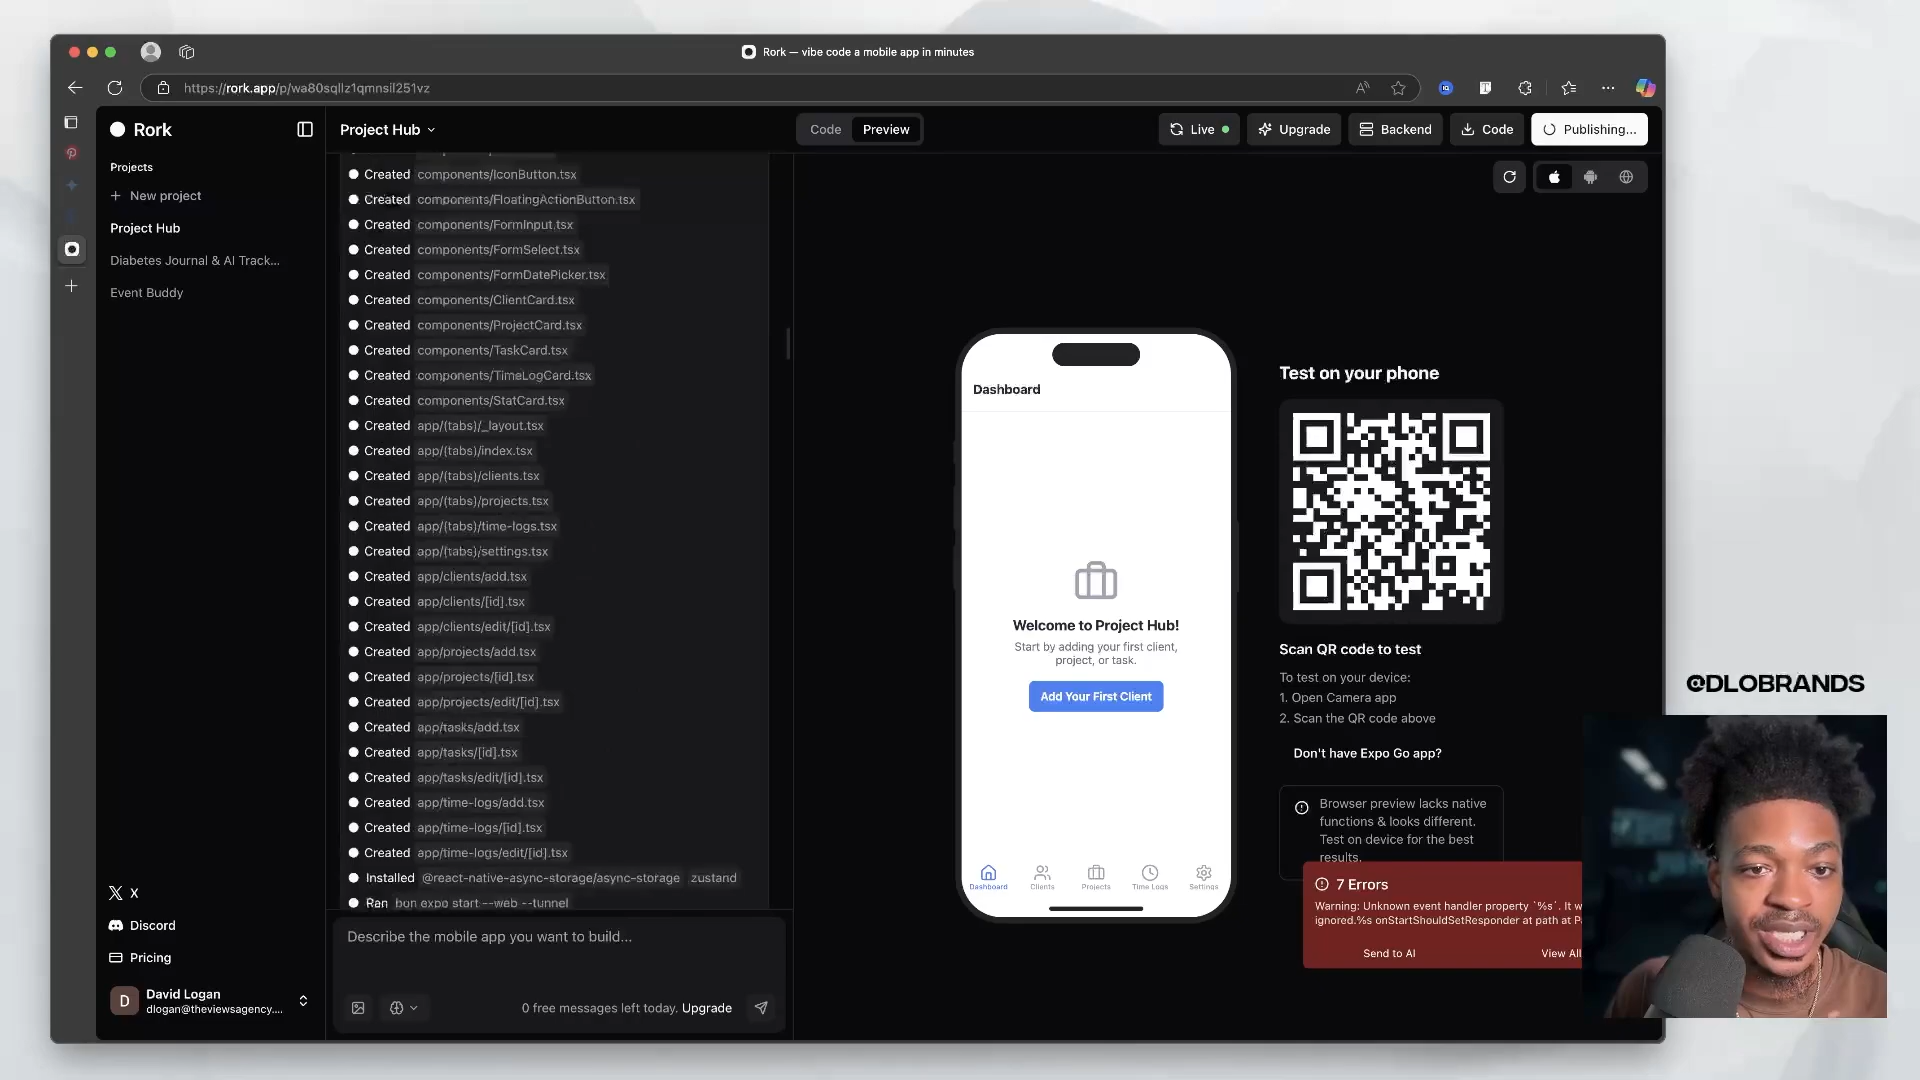 Rork — vibe code a mobile app in minutes
https://rork.app/p/wa80sqllz1qmnsil251vz
Rork
Projects
New project
Project Hub
Diabetes Journal & AI Track...
Event Buddy
X
Discord
Pricing
D
David Logan
dlogan@theviewsagency....
Project Hub
Code
Preview
Live
Upgrade
Backend
Code
Publishing...
Created components/IconButton.tsx
Created components/FloatingActionButton.tsx
Created components/FormInput.tsx
Created components/FormSelect.tsx
Created components/FormDatePicker.tsx
Created components/ClientCard.tsx
Created components/ProjectCard.tsx
Created components/TaskCard.tsx
Created components/TimeLogCard.tsx
Created components/StatCard.tsx
Created app/(tabs)/_layout.tsx
Created app/(tabs)/index.tsx
Created app/(tabs)/clients.tsx
Created app/(tabs)/projects.tsx
Created app/(tabs)/time-logs.tsx
Created app/(tabs)/settings.tsx
Created app/clients/add.tsx
Created app/clients/[id].tsx
Created app/clients/edit/[id].tsx
Created app/projects/add.tsx
Created app/projects/[id].tsx
Created app/projects/edit/[id].tsx
Created app/tasks/add.tsx
Created app/tasks/[id].tsx
Created app/tasks/edit/[id].tsx
Created app/time-logs/add.tsx
Created app/time-logs/[id].tsx
Created app/time-logs/edit/[id].tsx
Installed @react-native-async-storage/async-storage zustand
Ran bun expo start --web --tunnel
Describe the mobile app you want to build...
0 free messages left today. Upgrade
Dashboard
Welcome to Project Hub!
Start by adding your first client,
project, or task.
Add Your First Client
Dashboard
Clients
Projects
Time Logs
Settings
Test on your phone
Scan QR code to test
To test on your device:
1. Open Camera app
2. Scan the QR code above
Don't have Expo Go app?
Browser preview lacks native
functions & looks different.
Test on device for the best
results.
7 Errors
Warning: Unknown event handler property `%s`. It w
ignored.%s onStartShouldSetResponder at path at P
Send to AI
View All
@DLOBRANDS